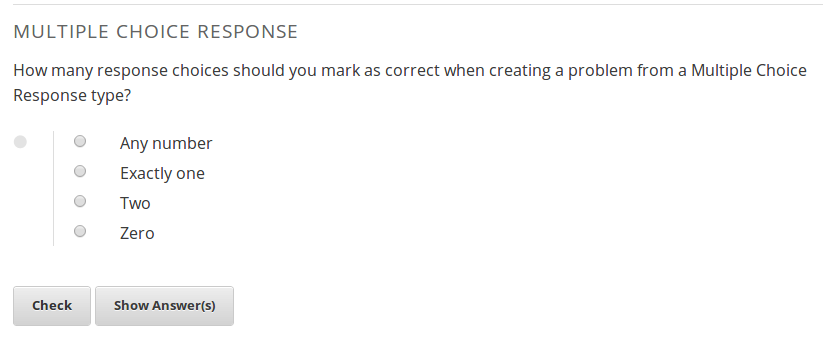 MULTIPLE CHOICE RESPONSE
How many response choices should you mark as correct when creating a problem from a Multiple Choice
Response type?
Any number
Exactly one
Two
Zero
Check
Show Answer(s)